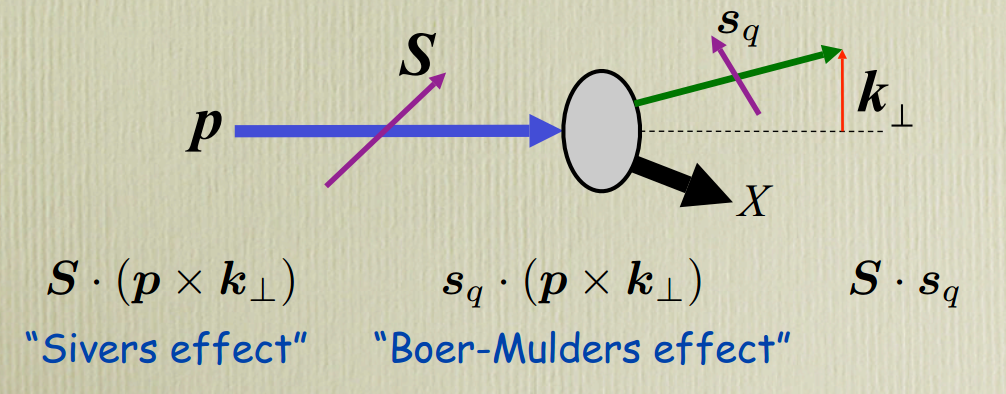 S
s_q
p
k_⊥
X
S · (p × k_⊥) s_q · (p × k_⊥) S · s_q
“Sivers effect” “Boer-Mulders effect”